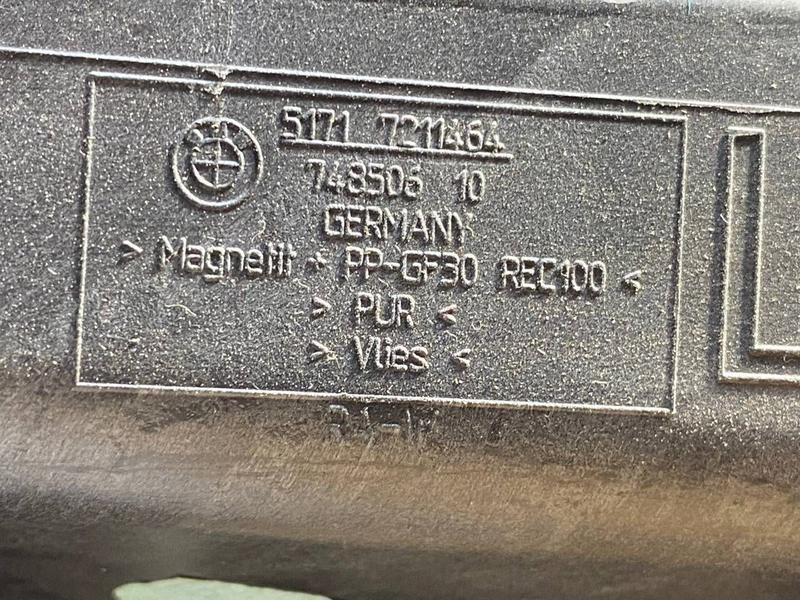 5171 7211464
748506 10
GERMANY
> Magnetit + PP-GF30 REC100 <
> PUR <
> Vlies <
L